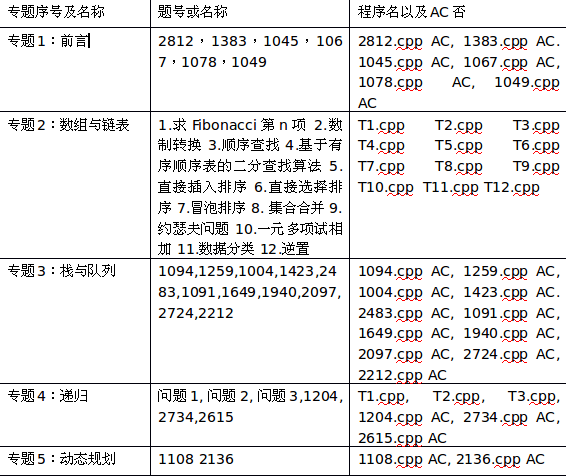 专题序号及名称 题号或名称 程序名以及AC否
专题1：前言 2812，1383，1045，106 2812.cpp AC, 1383.cpp AC.
7，1078，1049 1045.cpp AC, 1067.cpp AC,
1078.cpp AC, 1049.cpp
AC
专题2：数组与链表 1.求 Fibonacci 第 n 项 2.数 T1.cpp T2.cpp T3.cpp
制转换 3.顺序查找 4.基于有 T4.cpp T5.cpp T6.cpp
序顺序表的二分查找算法 5. T7.cpp T8.cpp T9.cpp
直接插入排序 6.直接选择排 T10.cpp T11.cpp T12.cpp
序 7.冒泡排序 8. 集合合并 9.
约瑟夫问题 10.一元多项试相
加 11.数据分类 12.逆置
专题3：栈与队列 1094,1259,1004,1423,24 1094.cpp AC, 1259.cpp AC,
83,1091,1649,1940,2097, 1004.cpp AC, 1423.cpp AC.
2724,2212 2483.cpp AC, 1091.cpp AC,
1649.cpp AC, 1940.cpp AC,
2097.cpp AC, 2724.cpp AC,
2212.cpp AC
专题4：递归 问题1, 问题2, 问题3,1204, T1.cpp, T2.cpp, T3.cpp,
2734,2615 1204.cpp AC, 2734.cpp AC,
2615.cpp AC
专题5：动态规划 1108 2136 1108.cpp AC, 2136.cpp AC